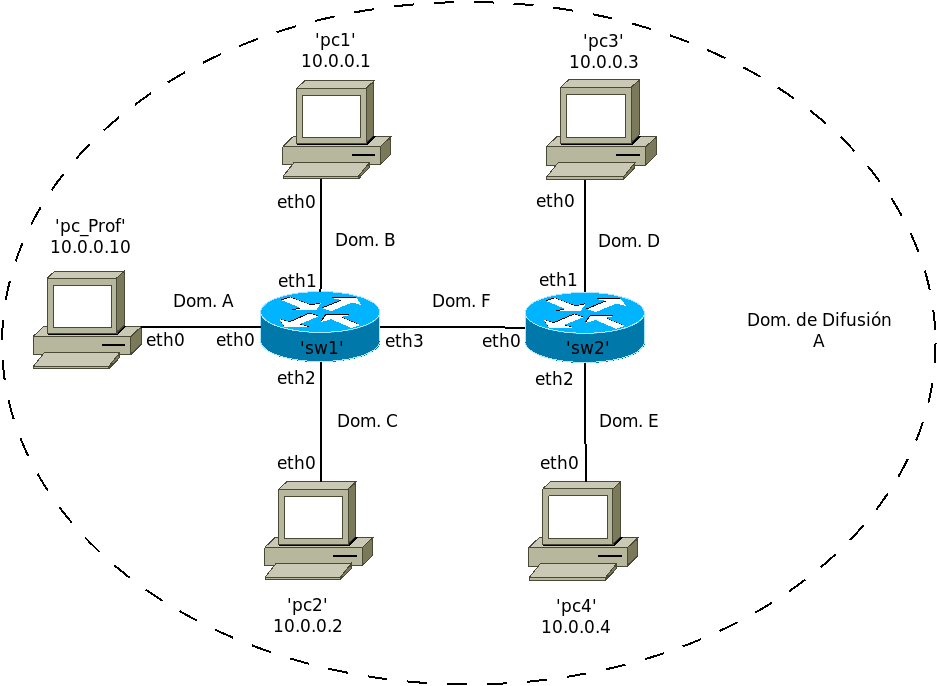 'pc1'
10.0.0.1
'pc3'
10.0.0.3
eth0
eth0
'pc_Prof'
10.0.0.10
Dom. B
Dom. D
eth1
eth1
Dom. A
Dom. F
eth0
eth0
'sw1'
eth3
eth0
'sw2'
Dom. de Difusión
A
eth2
eth2
Dom. C
Dom. E
eth0
eth0
'pc2'
10.0.0.2
'pc4'
10.0.0.4